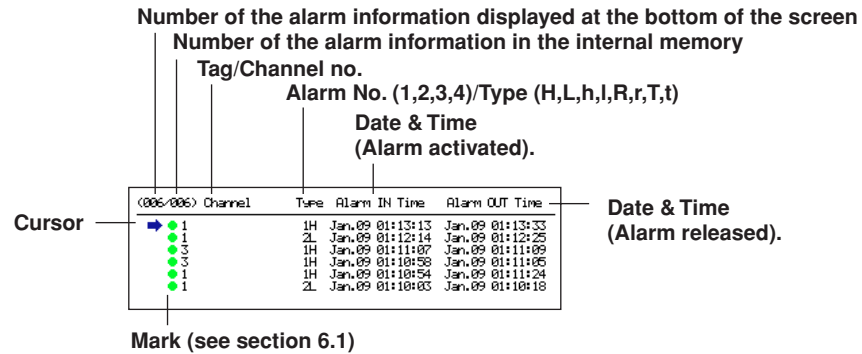 Number of the alarm information displayed at the bottom of the screen
Number of the alarm information in the internal memory
Tag/Channel no.
Alarm No. (1,2,3,4)/Type (H,L,h,l,R,r,T,t)
Date & Time
(Alarm activated).
(006/006) Channel Type Alarm IN Time Alarm OUT Time
Cursor
Date & Time
(Alarm released).
1 1H Jan.09 01:13:13 Jan.09 01:13:33
1 2L Jan.09 01:12:14 Jan.09 01:12:25
3 1H Jan.09 01:11:07 Jan.09 01:11:09
3 1H Jan.09 01:10:58 Jan.09 01:11:05
1 1H Jan.09 01:10:54 Jan.09 01:11:24
1 2L Jan.09 01:10:03 Jan.09 01:10:18
Mark (see section 6.1)